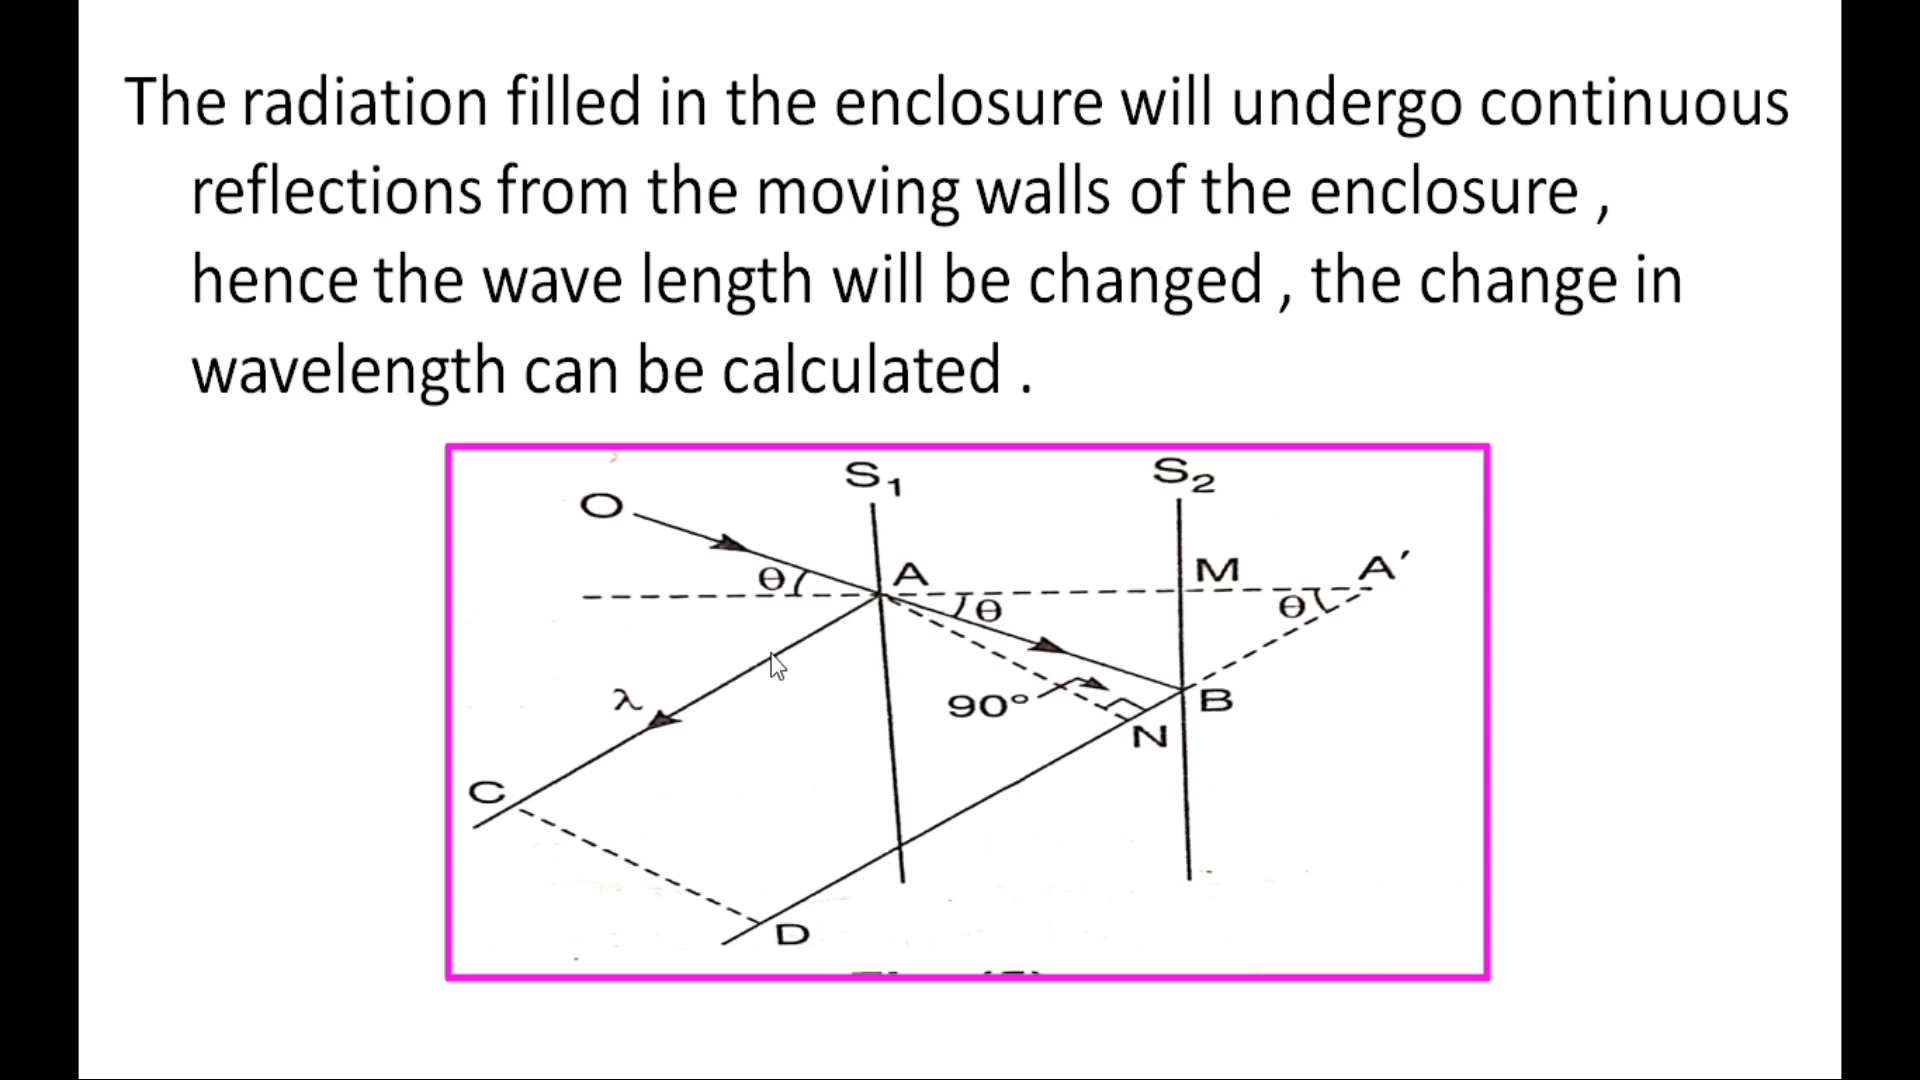 The radiation filled in the enclosure will undergo continuous
reflections from the moving walls of the enclosure ,
hence the wave length will be changed , the change in
wavelength can be calculated .
S₁
S₂
O
θ
A
M
A′
θ
θ
λ
90°
B
N
C
D